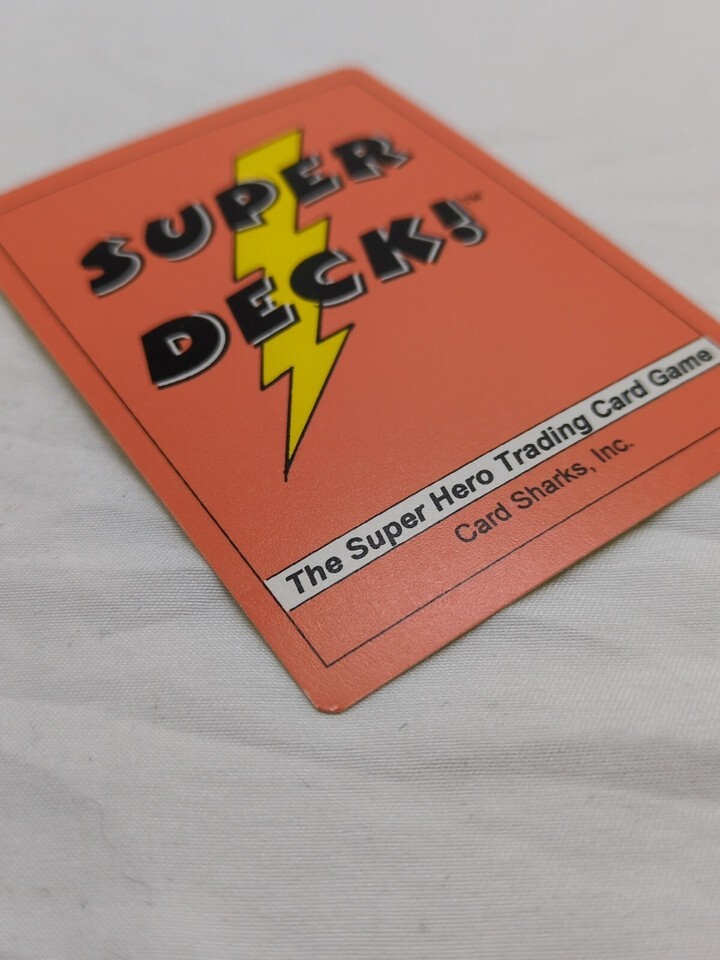 SUPER
DECK!™
The Super Hero Trading Card Game
Card Sharks, Inc.